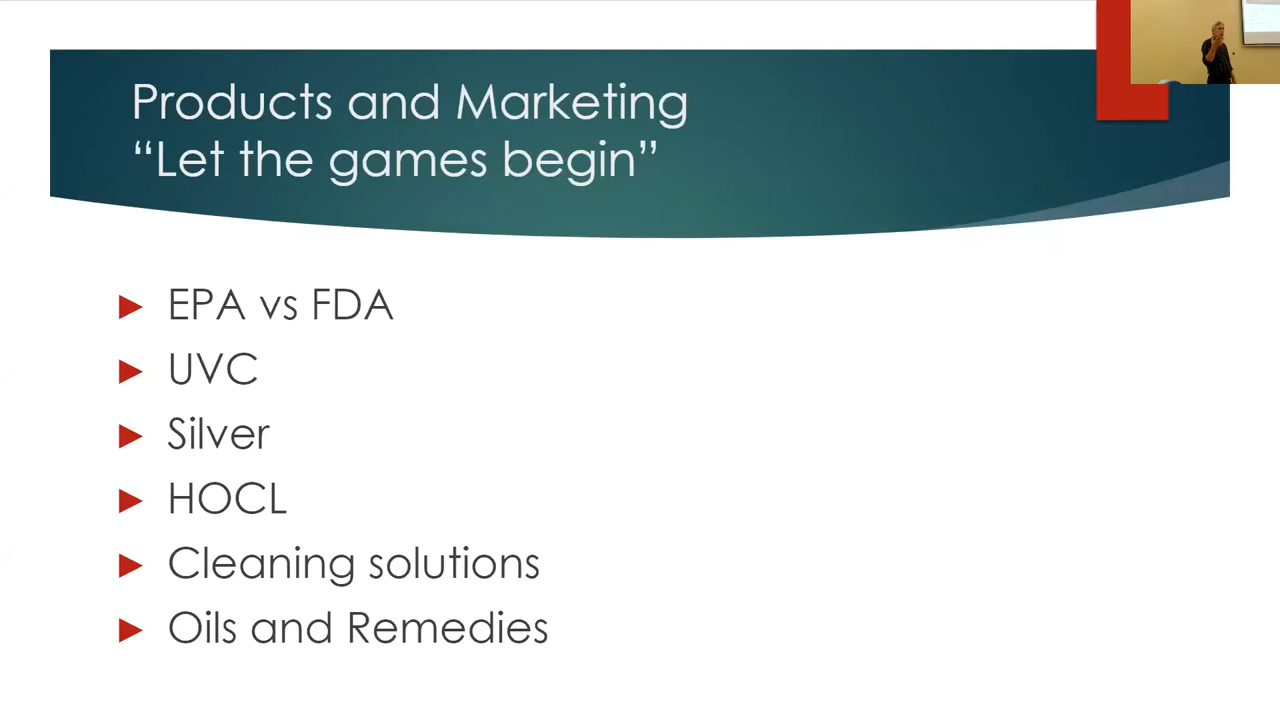 Products and Marketing
“Let the games begin”
EPA vs FDA
UVC
Silver
HOCL
Cleaning solutions
Oils and Remedies